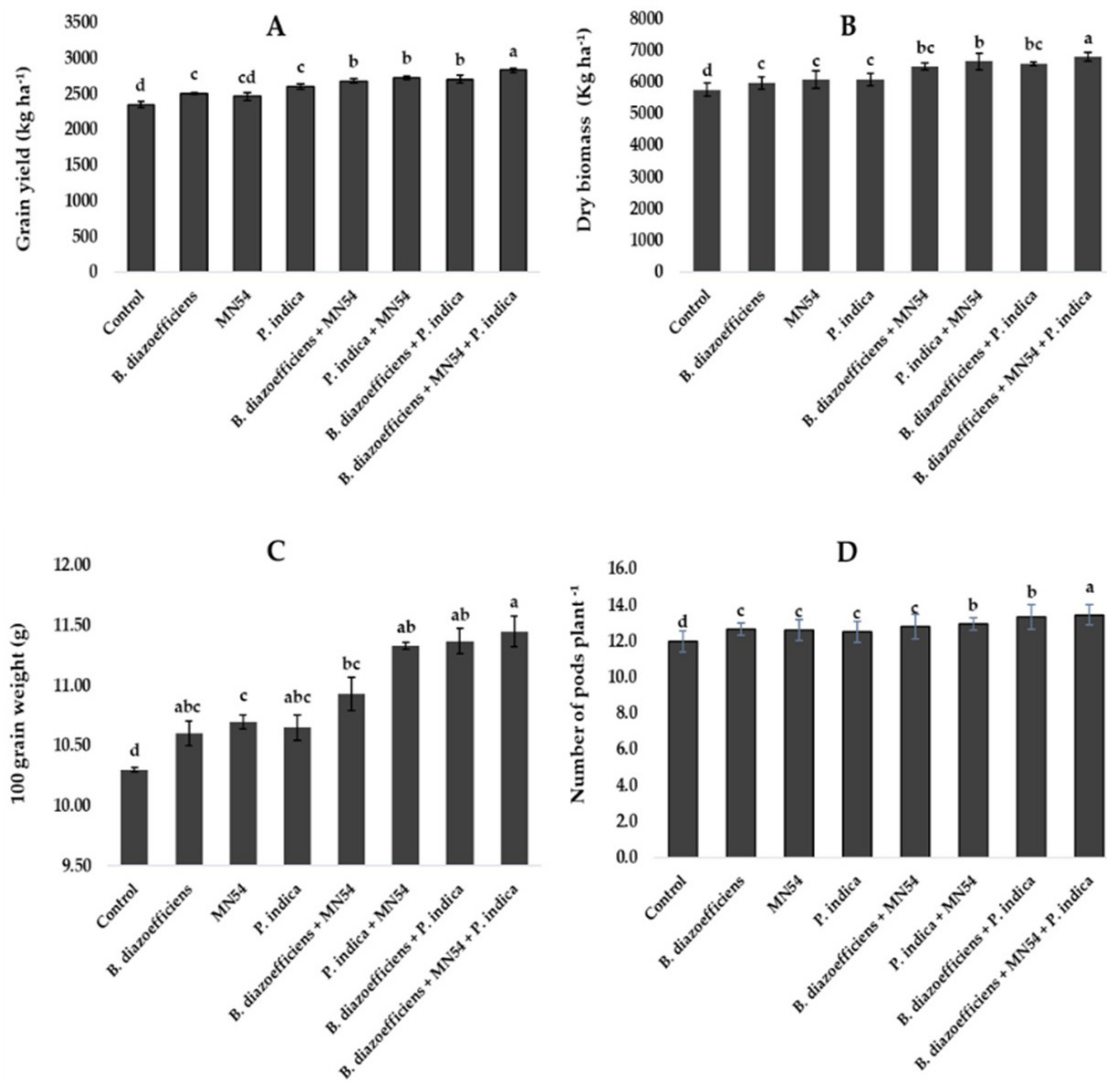 A
Grain yield (kg ha⁻¹)
3500
3000
2500
2000
1500
1000
500
0
d
c
cd
c
b
b
b
a
Control
B. diazoefficiens
MN54
P. indica
B. diazoefficiens + MN54
P. indica + MN54
B. diazoefficiens + P. indica
B. diazoefficiens + MN54 + P. indica
B
Dry biomass (Kg ha⁻¹)
8000
7000
6000
5000
4000
3000
2000
1000
0
d
c
c
c
bc
b
bc
a
Control
B. diazoefficiens
MN54
P. indica
B. diazoefficiens + MN54
P. indica + MN54
B. diazoefficiens + P. indica
B. diazoefficiens + MN54 + P. indica
C
100 grain weight (g)
12.00
11.50
11.00
10.50
10.00
9.50
d
abc
c
abc
bc
ab
ab
a
Control
B. diazoefficiens
MN54
P. indica
B. diazoefficiens + MN54
P. indica + MN54
B. diazoefficiens + P. indica
B. diazoefficiens + MN54 + P. indica
D
Number of pods plant ⁻¹
16.0
14.0
12.0
10.0
8.0
6.0
4.0
2.0
0.0
d
c
c
c
c
b
b
a
Control
B. diazoefficiens
MN54
P. indica
B. diazoefficiens + MN54
P. indica + MN54
B. diazoefficiens + P. indica
B. diazoefficiens + MN54 + P. indica